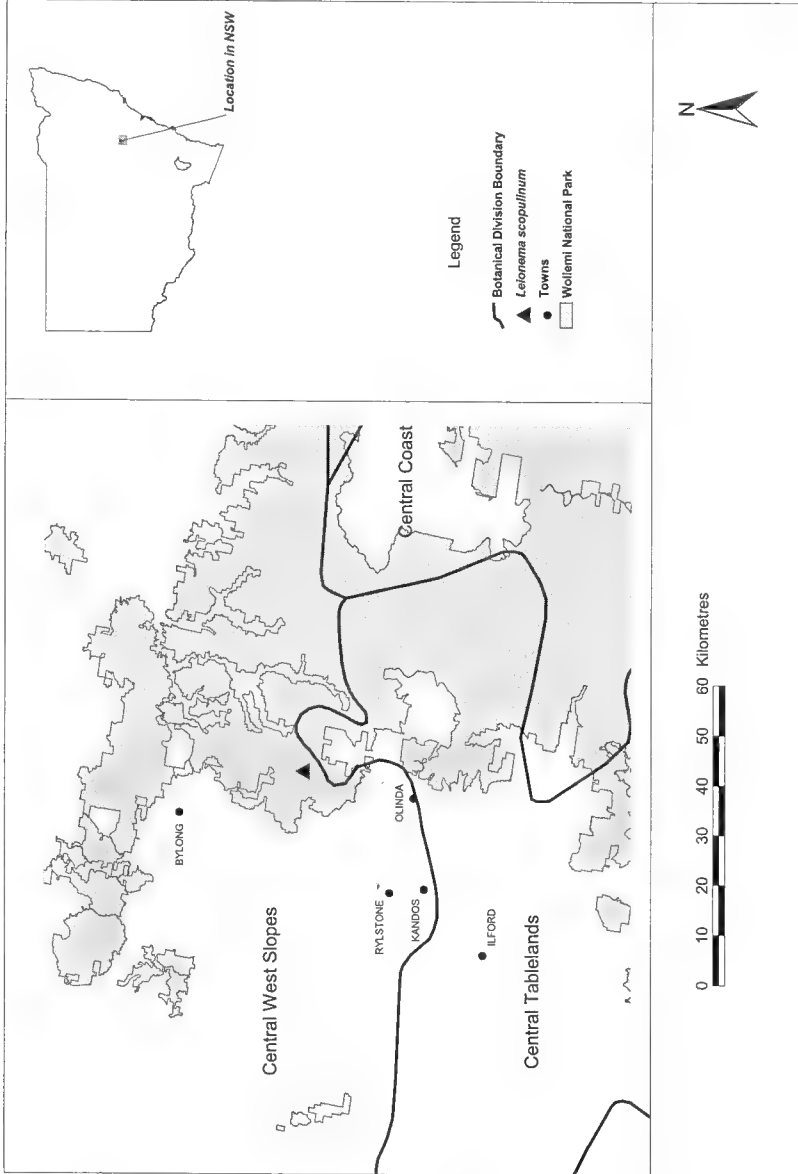 BYLONG
Central West Slopes
RYLSTONE
OLINDA
Central Coast
KANDOS
ILFORD
Central Tablelands
Location in NSW
Legend
Botanical Division Boundary
Leionema scopulinum
Towns
Wollemi National Park
0 10 20 30 40 50 60 Kilometres
N